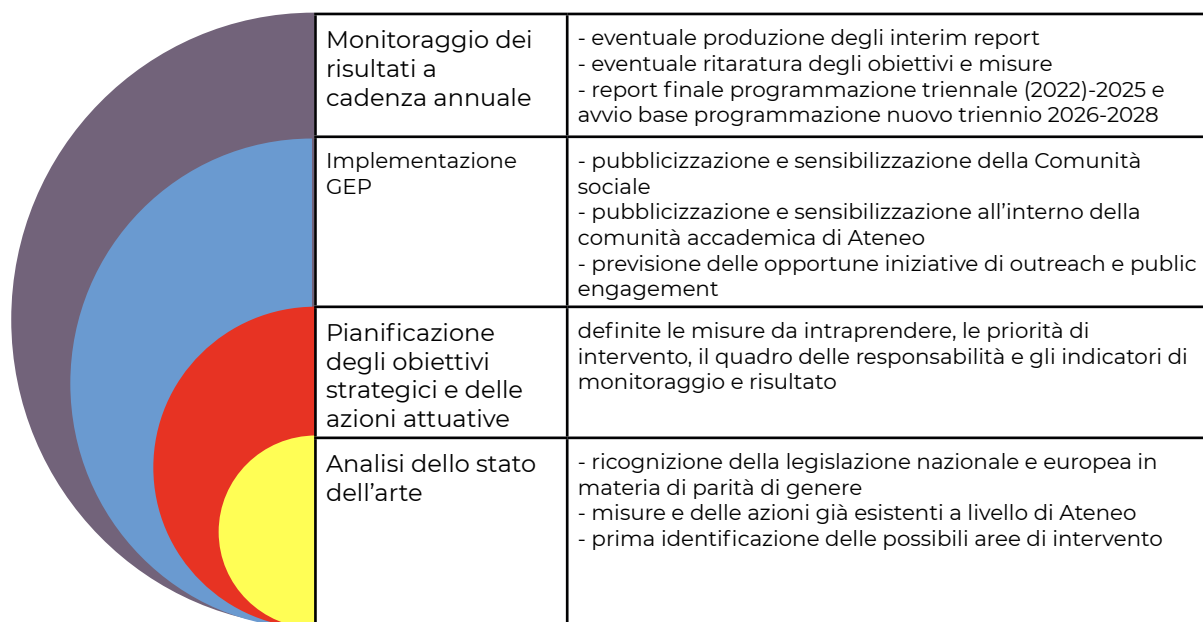 Monitoraggio dei
risultati a
cadenza annuale
- eventuale produzione degli interim report
- eventuale ritaratura degli obiettivi e misure
- report finale programmazione triennale (2022)-2025 e
avvio base programmazione nuovo triennio 2026-2028
Implementazione
GEP
- pubblicizzazione e sensibilizzazione della Comunità
sociale
- pubblicizzazione e sensibilizzazione all'interno della
comunità accademica di Ateneo
- previsione delle opportune iniziative di outreach e public
engagement
Pianificazione
degli obiettivi
strategici e delle
azioni attuative
definite le misure da intraprendere, le priorità di
intervento, il quadro delle responsabilità e gli indicatori di
monitoraggio e risultato
Analisi dello stato
dell'arte
- ricognizione della legislazione nazionale e europea in
materia di parità di genere
- misure e delle azioni già esistenti a livello di Ateneo
- prima identificazione delle possibili aree di intervento